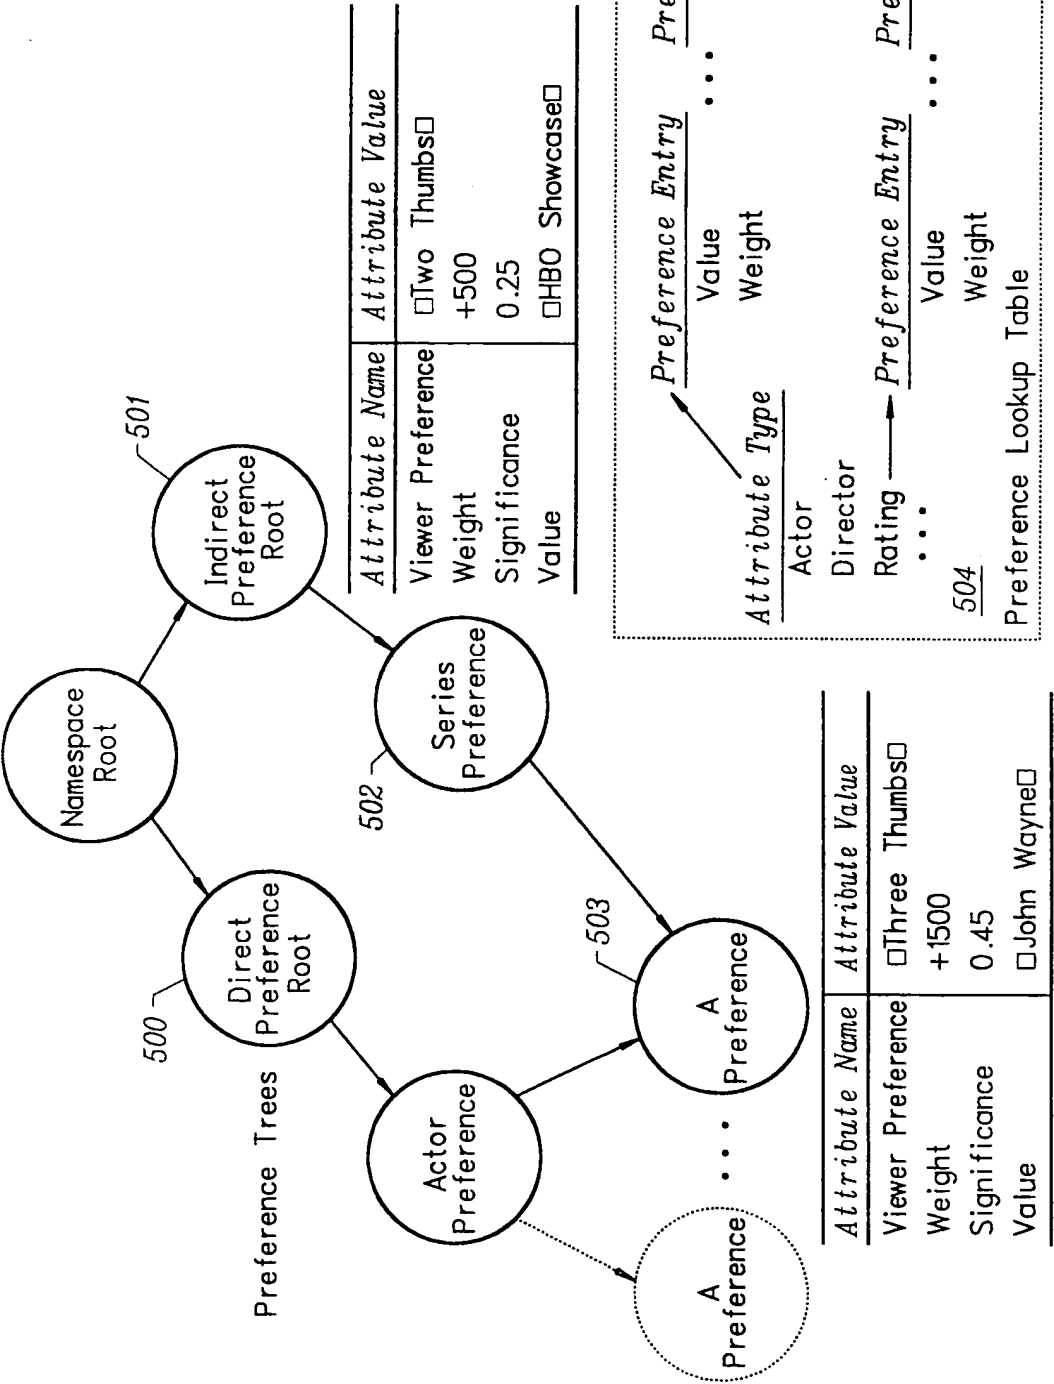 Namespace
Root
501
Indirect
Preference
Root
500
Direct
Preference
Root
Preference Trees
502
Series
Preference
Actor
Preference
503
A
Preference
• • •
A
Preference
Attribute Name Attribute Value
Viewer Preference □Two Thumbs□
Weight +500
Significance 0.25
Value □HBO Showcase□
Attribute Name Attribute Value
Viewer Preference □Three Thumbs□
Weight +1500
Significance 0.45
Value □John Wayne□
Preference Entry
Value • • •
Weight
Attribute Type
Actor
Director
Rating Preference Entry
• • • Value • • •
Weight
504
Preference Lookup Table